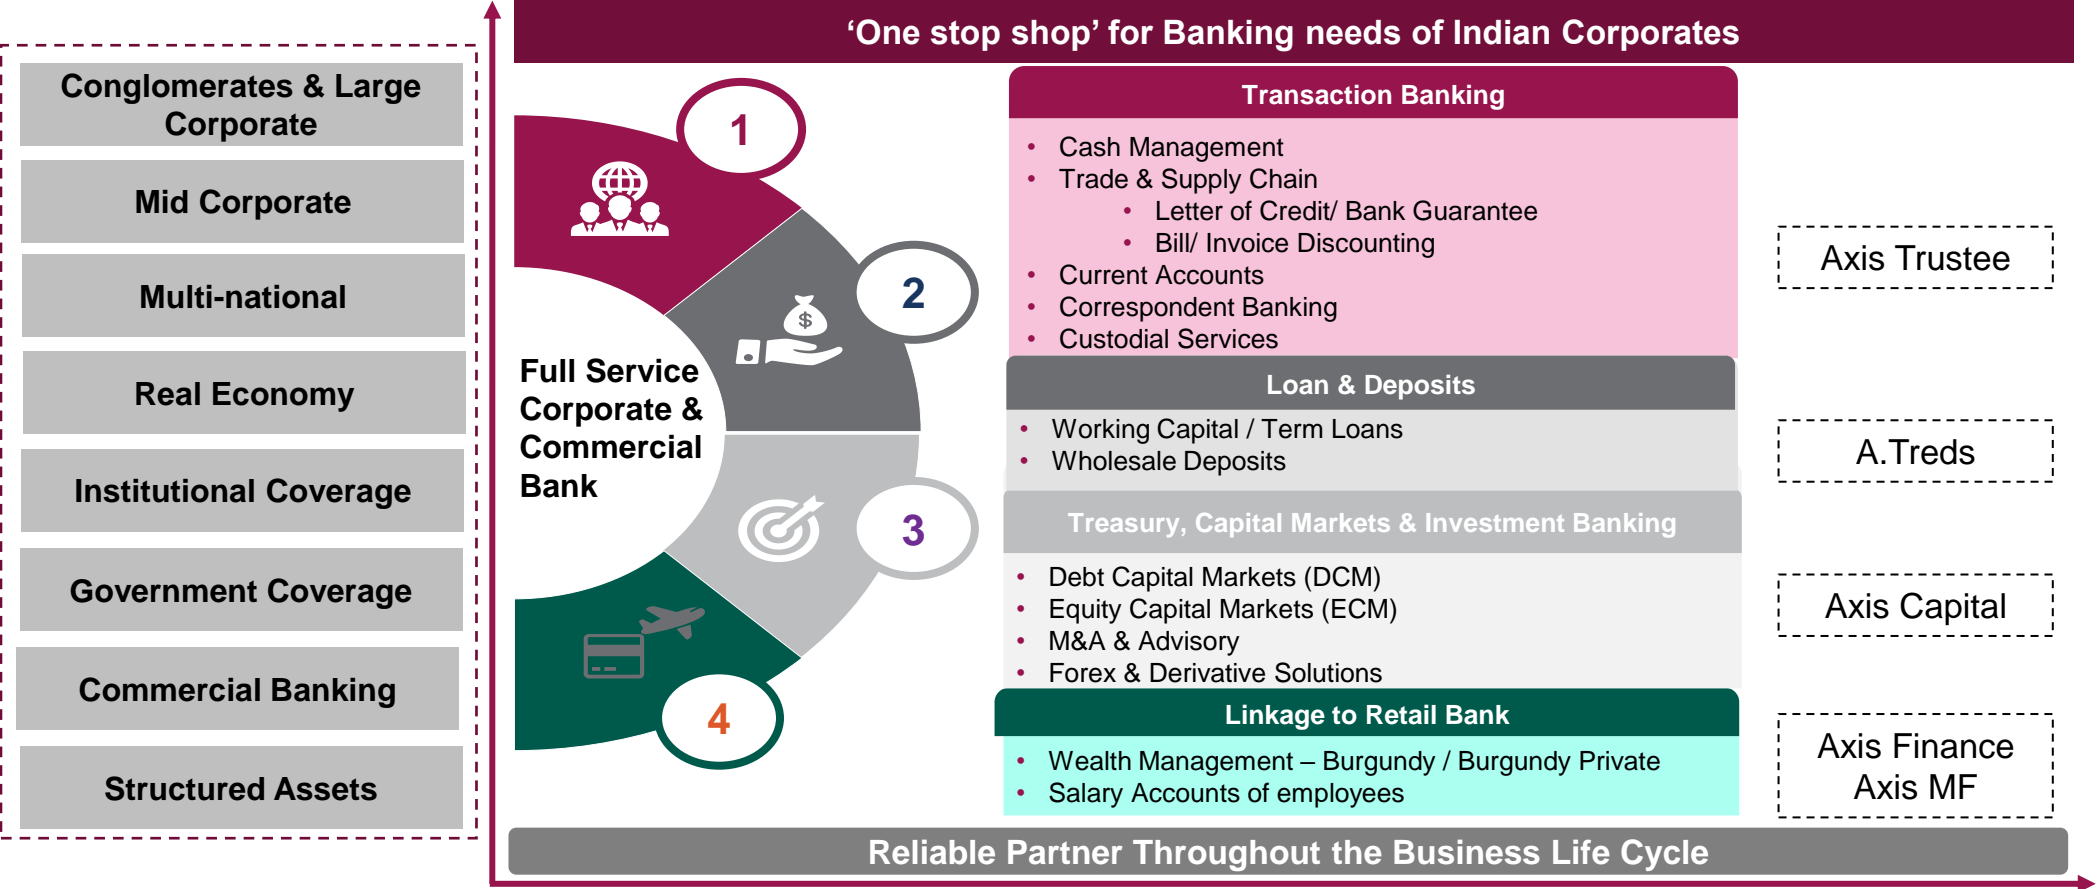 ‘One stop shop’ for Banking needs of Indian Corporates
Conglomerates & Large
Corporate
Mid Corporate
Multi-national
Real Economy
Institutional Coverage
Government Coverage
Commercial Banking
Structured Assets
Full Service
Corporate &
Commercial
Bank
1
$
2
3
4
Transaction Banking
• Cash Management
• Trade & Supply Chain
• Letter of Credit/ Bank Guarantee
• Bill/ Invoice Discounting
• Current Accounts
• Correspondent Banking
• Custodial Services
Loan & Deposits
• Working Capital / Term Loans
• Wholesale Deposits
Treasury, Capital Markets & Investment Banking
• Debt Capital Markets (DCM)
• Equity Capital Markets (ECM)
• M&A & Advisory
• Forex & Derivative Solutions
Linkage to Retail Bank
• Wealth Management – Burgundy / Burgundy Private
• Salary Accounts of employees
Axis Trustee
A.Treds
Axis Capital
Axis Finance
Axis MF
Reliable Partner Throughout the Business Life Cycle